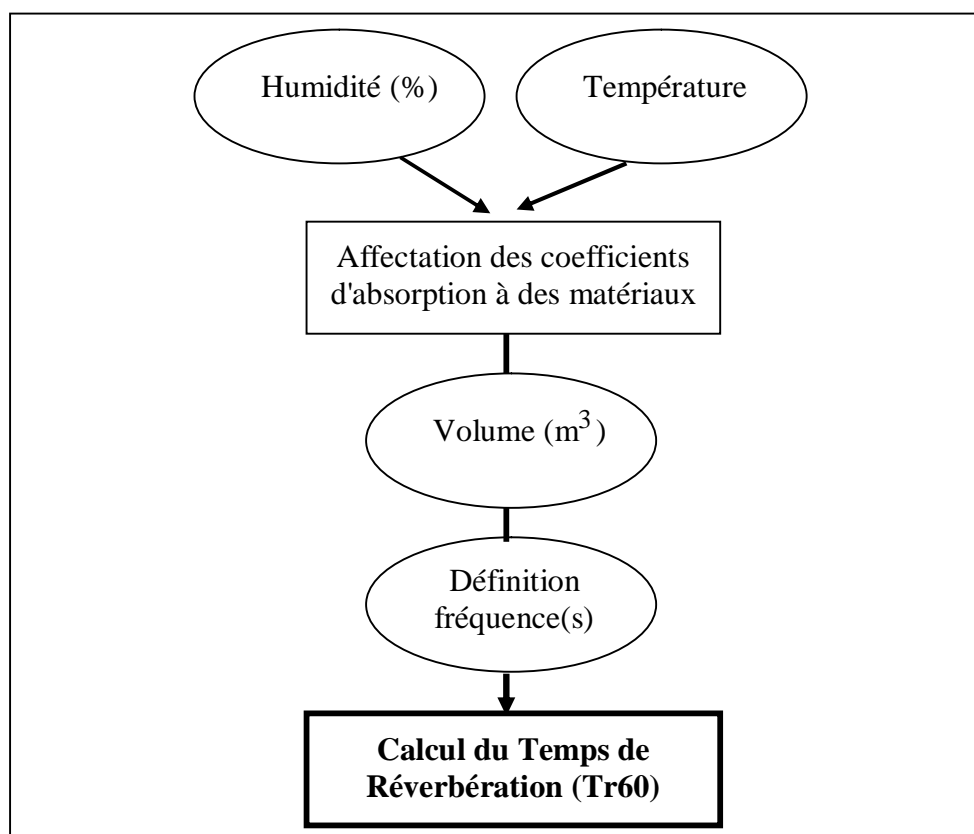 Humidité (%)
Température
Affectation des coefficients
d'absorption à des matériaux
Volume (m³ )
Définition
fréquence(s)
Calcul du Temps de
Réverbération (Tr60)